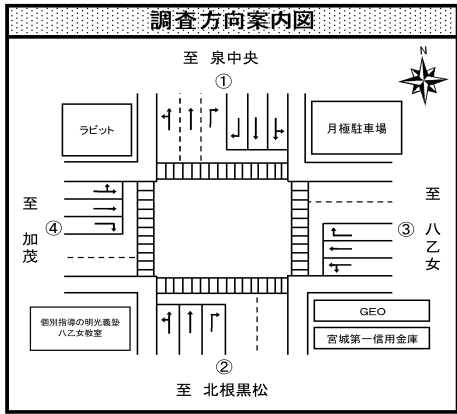 調査方向案内図
至 泉中央
①
N
ラビット
月極駐車場
至 加茂
④
③
至 八乙女
個別指導の明光義塾
八乙女教室
GEO
宮城第一信用金庫
②
至 北根黒松